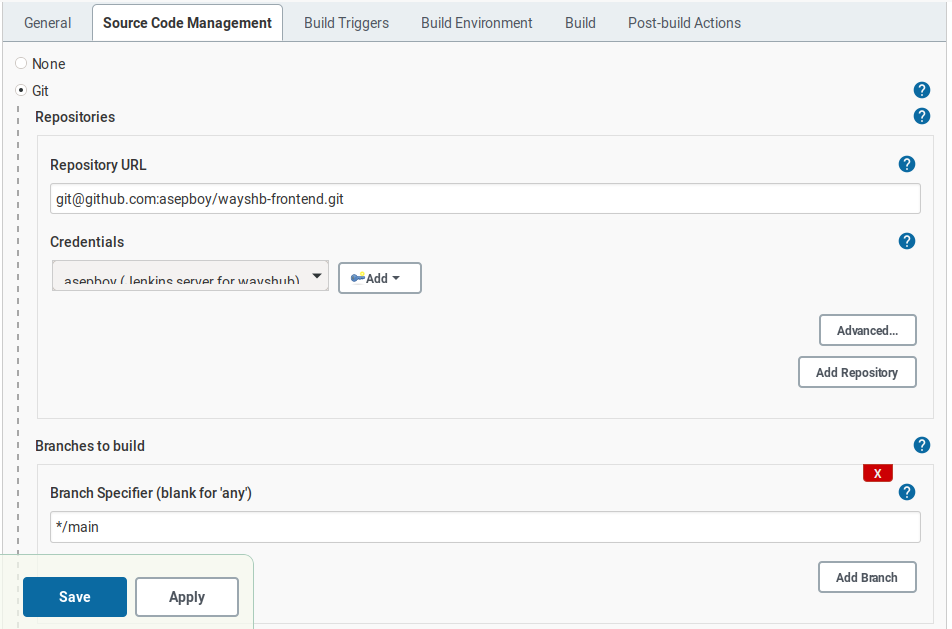 General Source Code Management Build Triggers Build Environment Build Post-build Actions
None
Git
?
Repositories
?
Repository URL
?
git@github.com:asepboy/wayshb-frontend.git
Credentials
?
asepboy (Jenkins server for wayshub)
Add
Advanced...
Add Repository
Branches to build
?
X
Branch Specifier (blank for 'any')
?
*/main
Add Branch
Save Apply